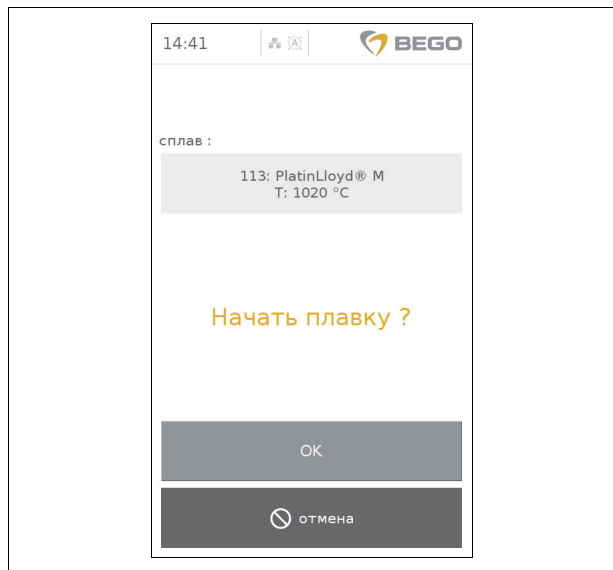 14:41
A
BEGO
сплав :
113: PlatinLloyd® M
T: 1020 °C
Начать плавку ?
OK
отмена